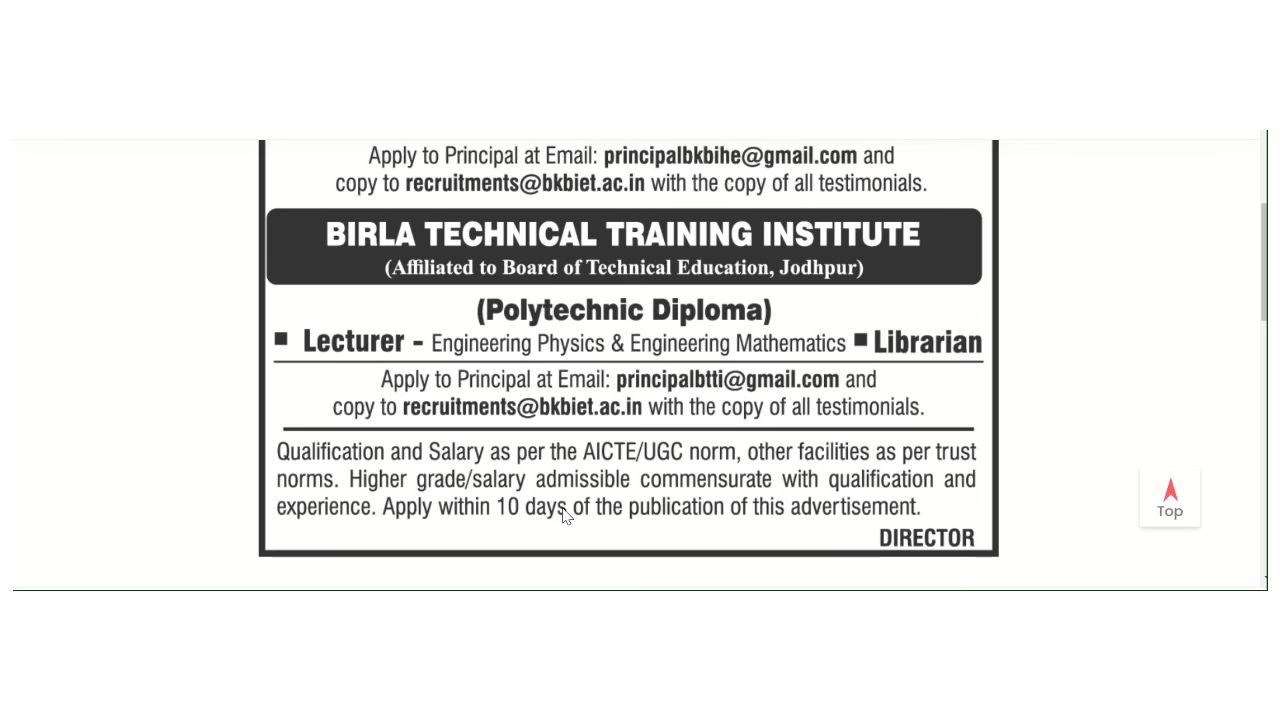 Apply to Principal at Email: principalbkbihe@gmail.com and
copy to recruitments@bkbiet.ac.in with the copy of all testimonials.
BIRLA TECHNICAL TRAINING INSTITUTE
(Affiliated to Board of Technical Education, Jodhpur)
(Polytechnic Diploma)
■ Lecturer - Engineering Physics & Engineering Mathematics ■ Librarian
Apply to Principal at Email: principalbtti@gmail.com and
copy to recruitments@bkbiet.ac.in with the copy of all testimonials.
Qualification and Salary as per the AICTE/UGC norm, other facilities as per trust
norms. Higher grade/salary admissible commensurate with qualification and
experience. Apply within 10 days of the publication of this advertisement.
DIRECTOR
Top